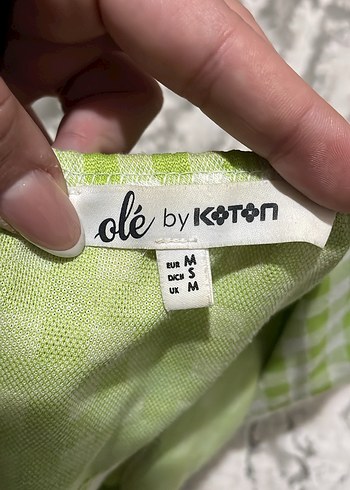 olé by KOTON
EUR M
D/CH S
UK M